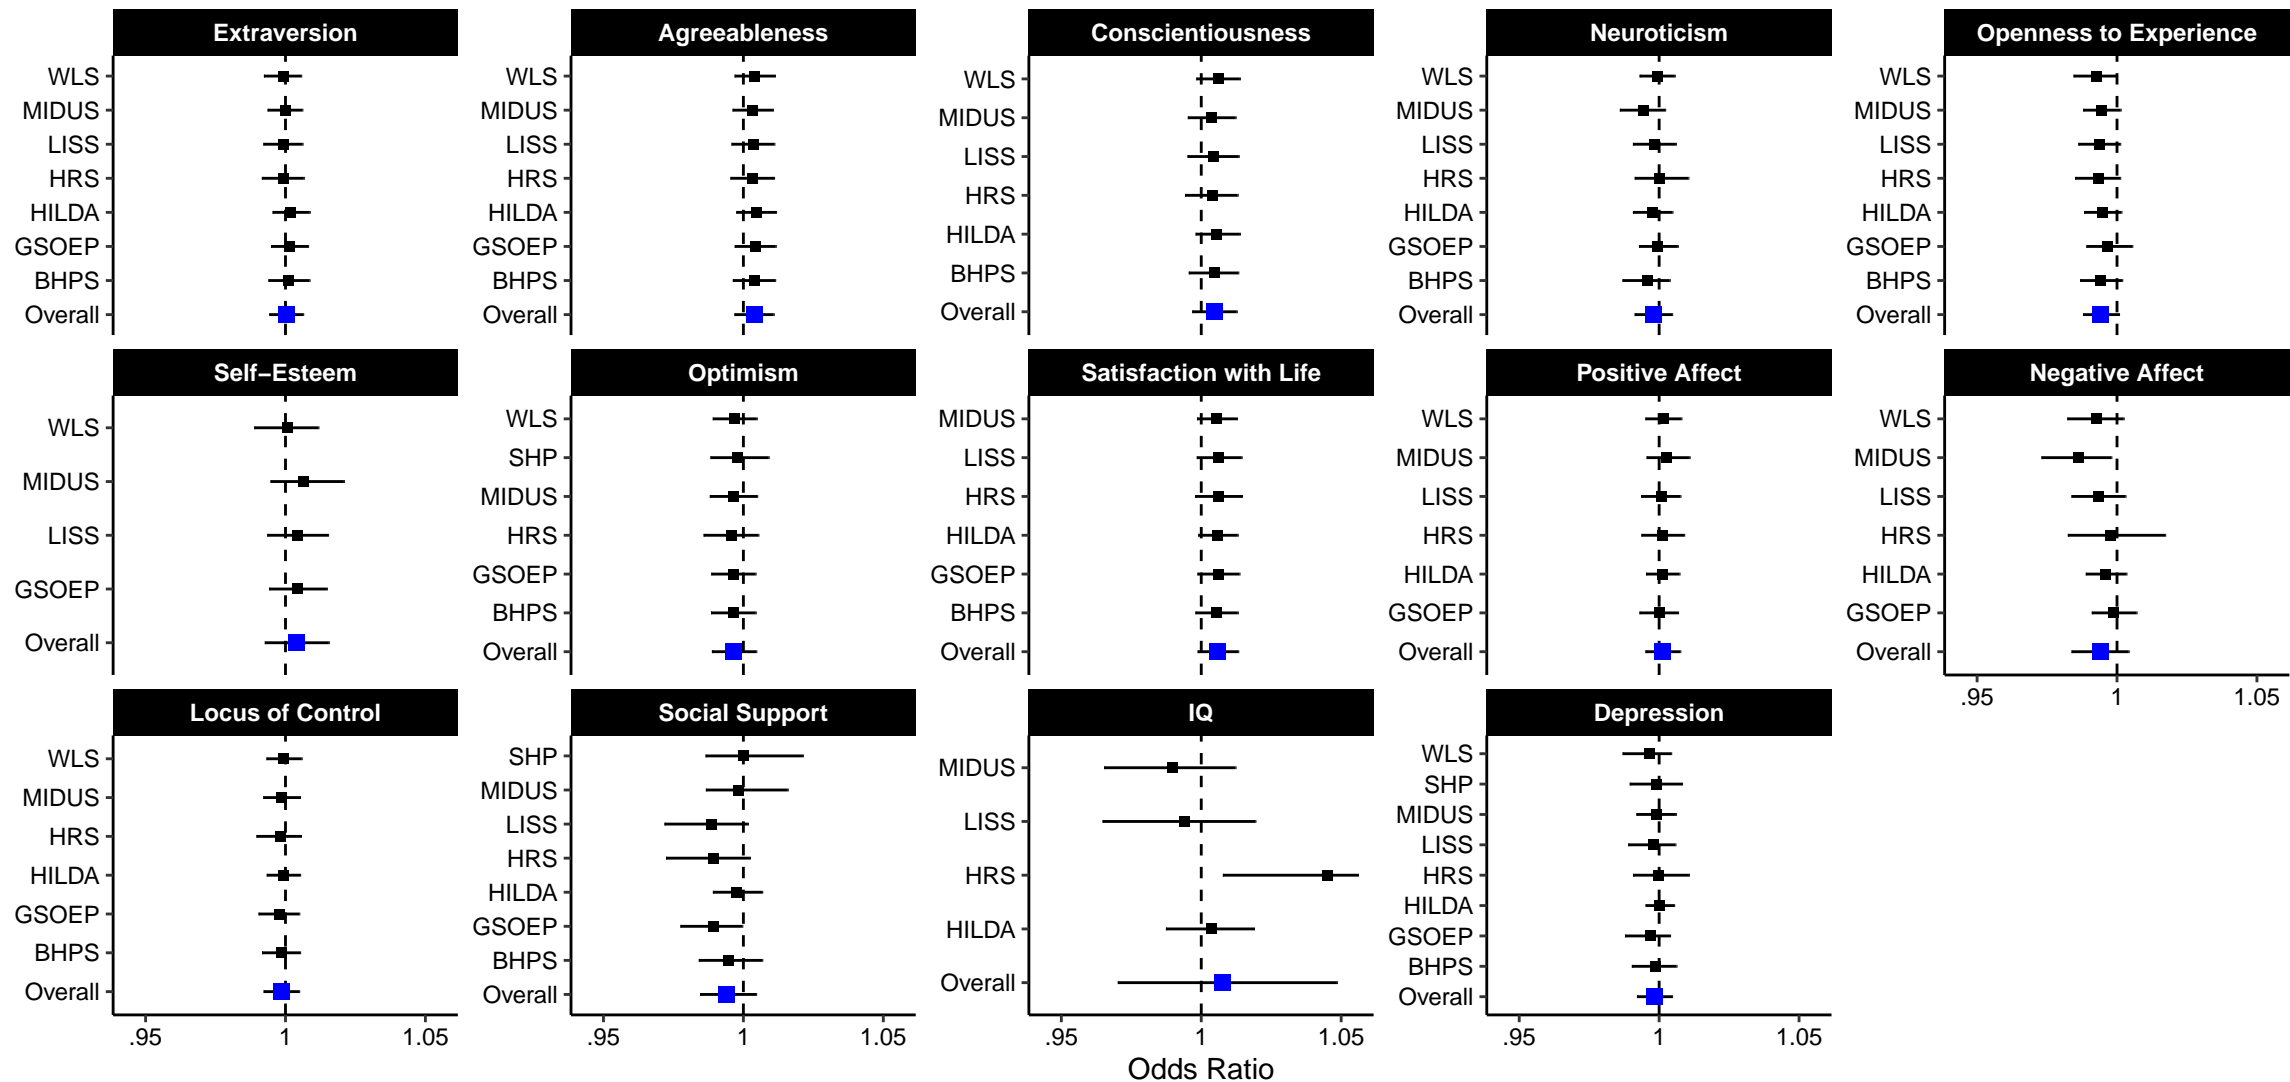 Extraversion
WLS
MIDUS
LISS
HRS
HILDA
GSOEP
BHPS
Overall
Agreeableness
WLS
MIDUS
LISS
HRS
HILDA
GSOEP
BHPS
Overall
Conscientiousness
WLS
MIDUS
LISS
HRS
HILDA
BHPS
Overall
Neuroticism
WLS
MIDUS
LISS
HRS
HILDA
GSOEP
BHPS
Overall
Openness to Experience
WLS
MIDUS
LISS
HRS
HILDA
GSOEP
BHPS
Overall
Self−Esteem
WLS
MIDUS
LISS
GSOEP
Overall
Optimism
WLS
SHP
MIDUS
HRS
GSOEP
BHPS
Overall
Satisfaction with Life
MIDUS
LISS
HRS
HILDA
GSOEP
BHPS
Overall
Positive Affect
WLS
MIDUS
LISS
HRS
HILDA
GSOEP
Overall
Negative Affect
WLS
MIDUS
LISS
HRS
HILDA
GSOEP
Overall
.95 1 1.05
Locus of Control
WLS
MIDUS
HRS
HILDA
GSOEP
BHPS
Overall
.95 1 1.05
Social Support
SHP
MIDUS
LISS
HRS
HILDA
GSOEP
BHPS
Overall
.95 1 1.05
IQ
MIDUS
LISS
HRS
HILDA
Overall
.95 1 1.05
Depression
WLS
SHP
MIDUS
LISS
HRS
HILDA
GSOEP
BHPS
Overall
.95 1 1.05
Odds Ratio